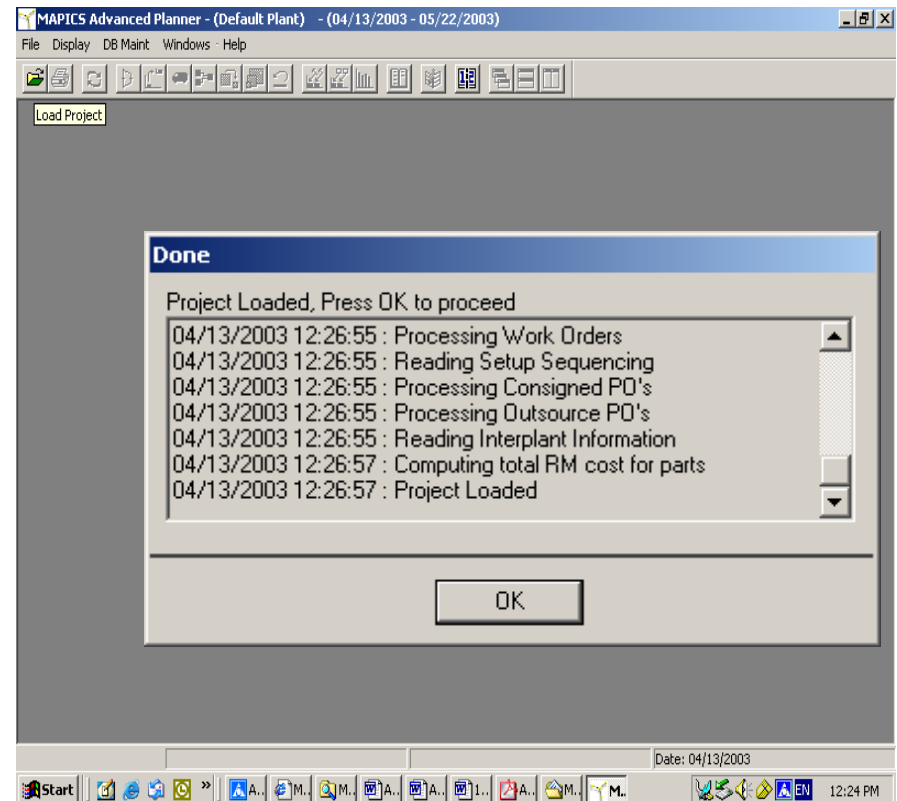 MAPICS Advanced Planner - (Default Plant) - (04/13/2003 - 05/22/2003)
File Display DB Maint Windows Help
Load Project
Done
Project Loaded, Press OK to proceed
04/13/2003 12:26:55 : Processing Work Orders
04/13/2003 12:26:55 : Reading Setup Sequencing
04/13/2003 12:26:55 : Processing Consigned PO's
04/13/2003 12:26:55 : Processing Outsource PO's
04/13/2003 12:26:55 : Reading Interplant Information
04/13/2003 12:26:57 : Computing total RM cost for parts
04/13/2003 12:26:57 : Project Loaded
OK
Date: 04/13/2003
Start » A.. M.. M.. A.. A.. 1.. A.. M.. M.. EN 12:24 PM